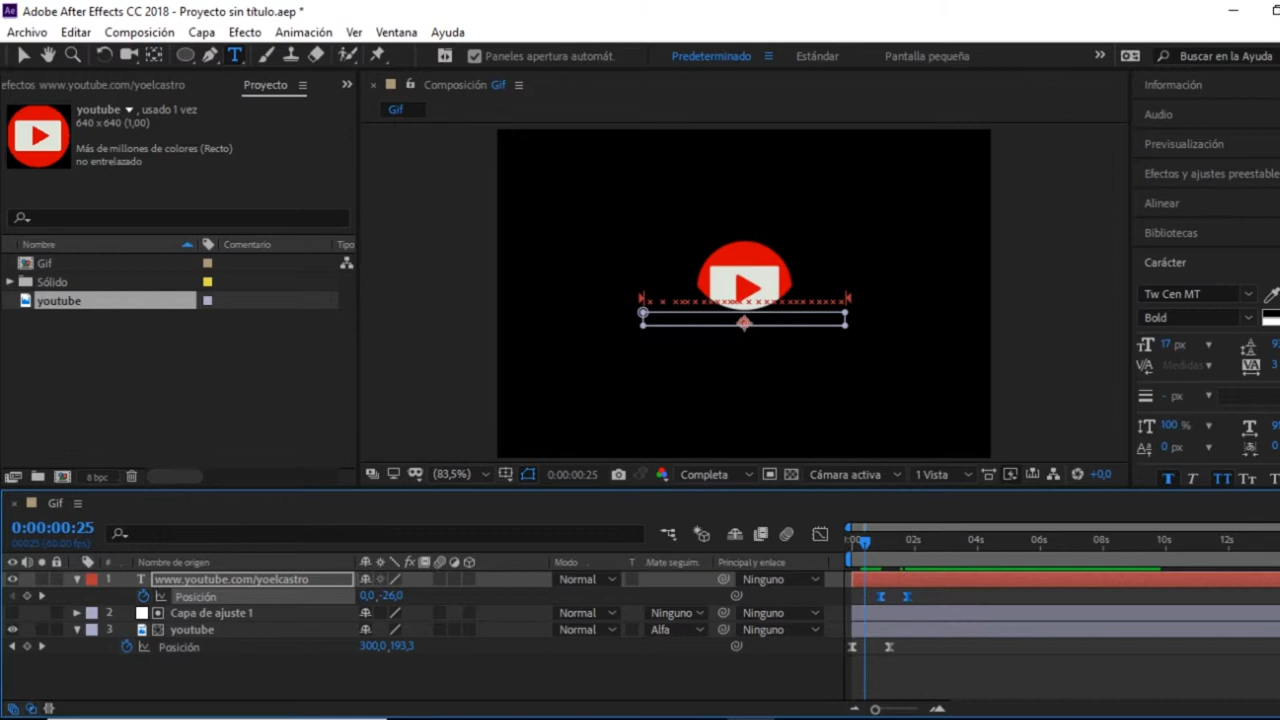 Adobe After Effects CC 2018 - Proyecto sin título.aep *
Archivo Editar Composición Capa Efecto Animación Ver Ventana Ayuda
Paneles apertura automát. Predeterminado Estándar Pantalla pequeña Buscar en la Ayuda
efectos www.youtube.com/yoelcastro Proyecto
Composición Gif
Gif
youtube , usado 1 vez
640 x 640 (1,00)
Más de millones de colores (Recto)
no entrelazado
Nombre Comentario Tipo
Gif
Sólido
youtube
8 bpc
(83,5%) 0:00:00:25 Completa Cámara activa 1 Vista +0,0
Información
Audio
Previsualización
Efectos y ajustes preestable
Alinear
Bibliotecas
Carácter
Tw Cen MT
Bold
17 px
Medidas
- px
100 %
0 px
Gif
0:00:00:25
00025 (60.00 fps)
# Nombre de origen Modo T Mate seguim. Principal y enlace
:00s 02s 04s 06s 08s 10s 12s
1 T www.youtube.com/yoelcastro Normal Ninguno
Posición 0,0,-26,0
2 Capa de ajuste 1 Normal Ninguno Ninguno
3 youtube Normal Alfa Ninguno
Posición 300,0,193,3